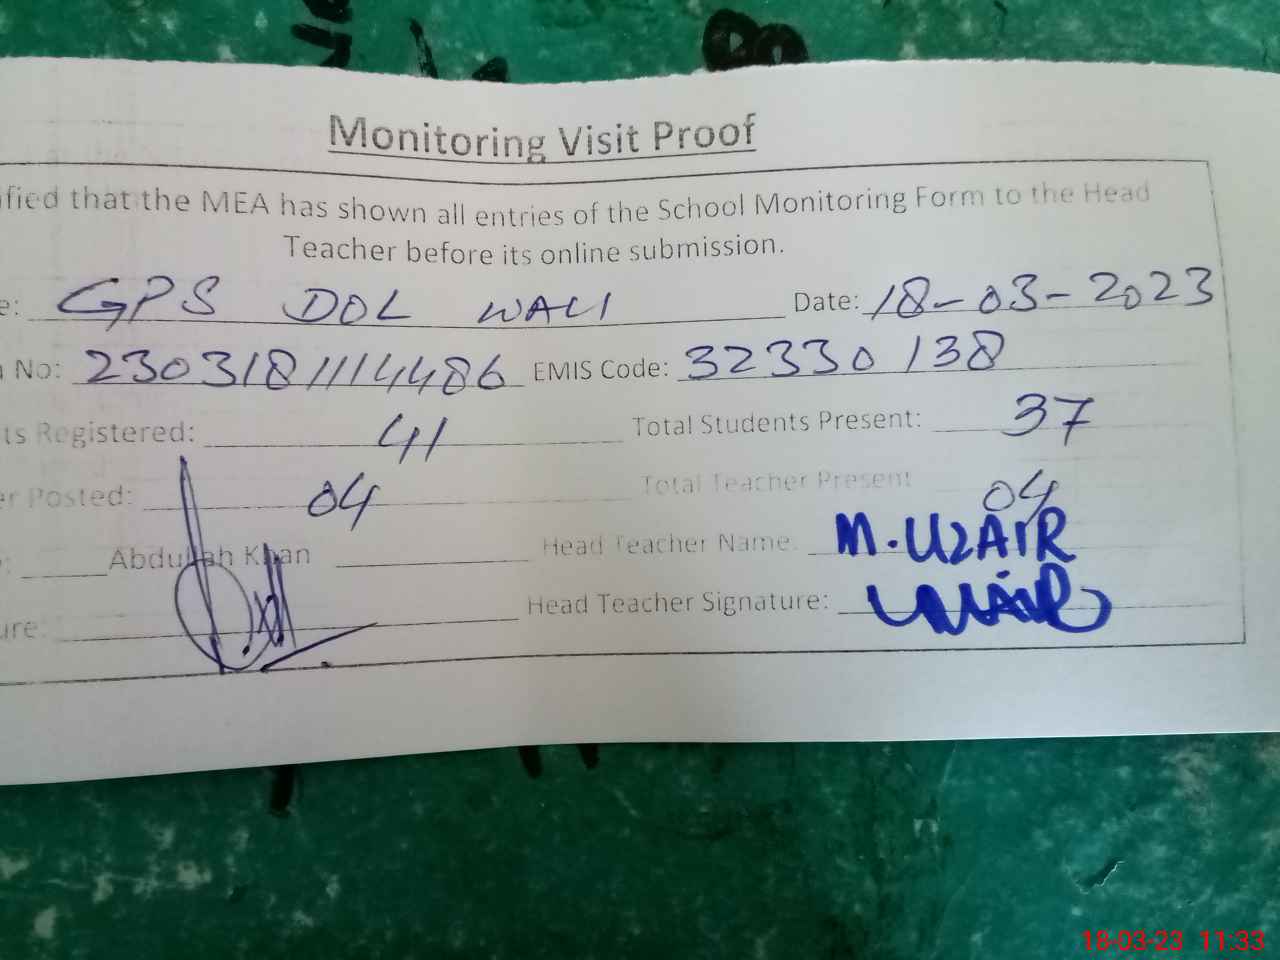 Monitoring Visit Proof
ified that the MEA has shown all entries of the School Monitoring Form to the Head
Teacher before its online submission.
e: GPS DOL WALI Date: 18-03-2023
No: 2303181114486 EMIS Code: 32330138
ts Registered: 41 Total Students Present: 37
er Posted: 04 Total Teacher Present 04
: Abdullah Khan Head Teacher Name. M. UZAIR
ure: Head Teacher Signature: UZAIR
18-03-23 11:33